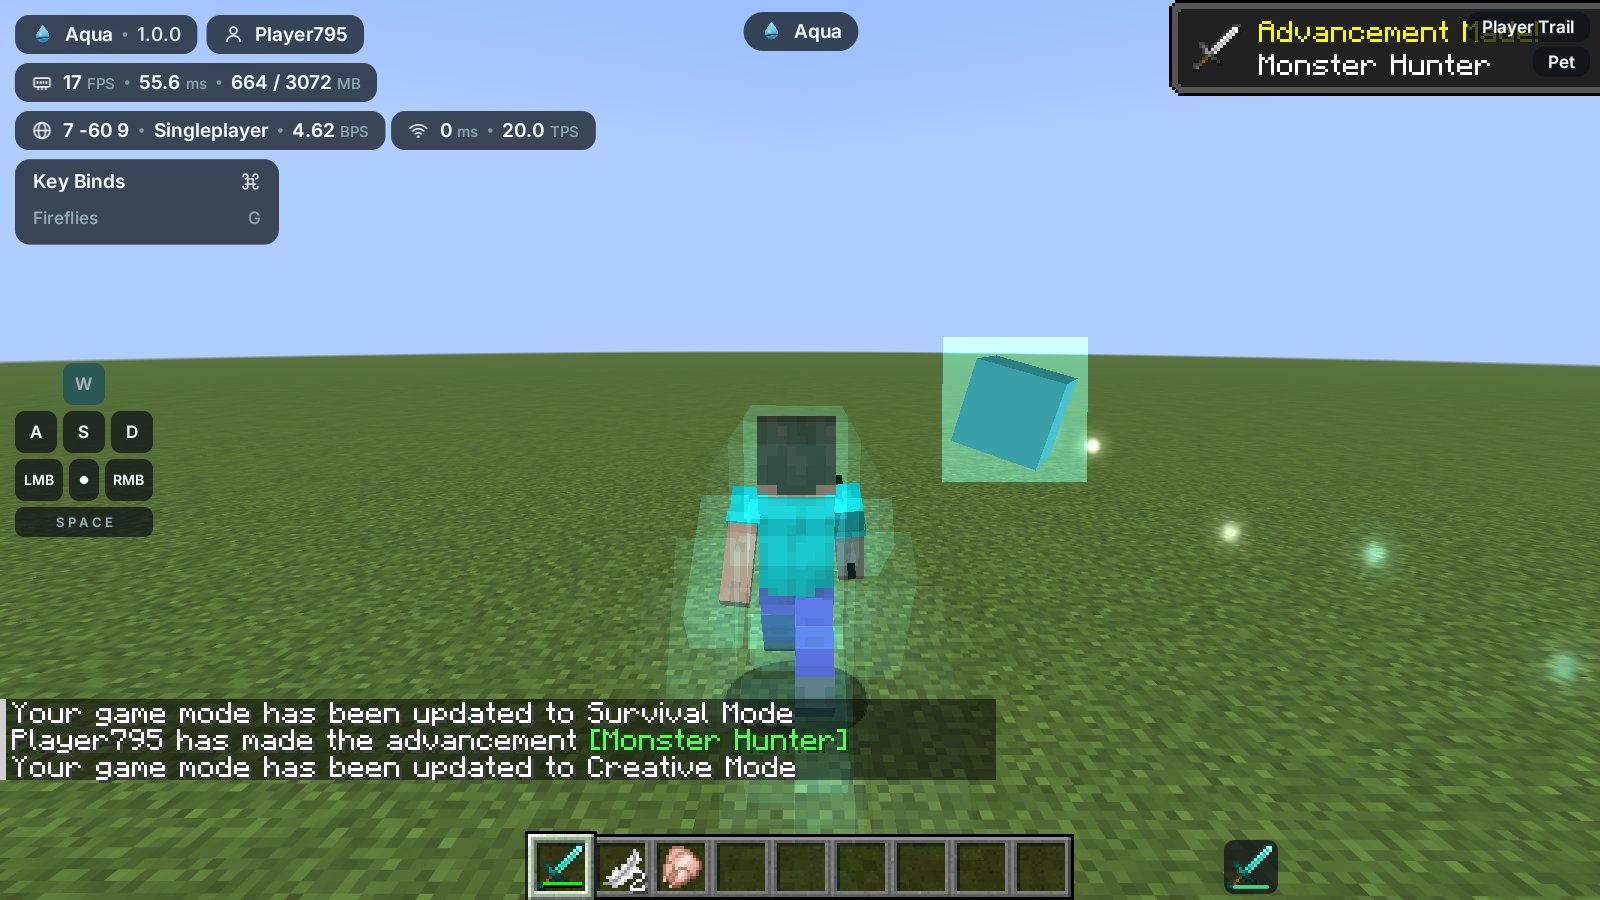 Aqua • 1.0.0
Player795
Aqua
Advancement Made!
Player Trail
Monster Hunter
Pet
17 FPS • 55.6 ms • 664 / 3072 MB
7 -60 9 • Singleplayer • 4.62 BPS
0 ms • 20.0 TPS
Key Binds
Fireflies G
W
A S D
LMB RMB
SPACE
Your game mode has been updated to Survival Mode
Player795 has made the advancement [Monster Hunter]
Your game mode has been updated to Creative Mode
2